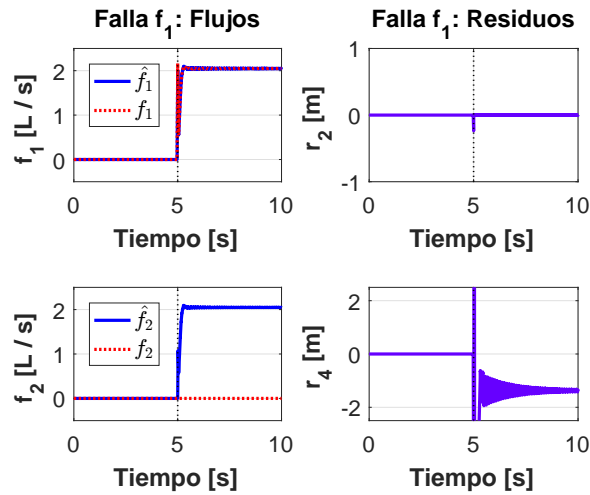 Falla f₁: Flujos
f₁ [L / s]
2
1
0
f̂₁
f₁
0
5
10
Tiempo [s]
Falla f₁: Residuos
r₂ [m]
1
0
-1
0
5
10
Tiempo [s]
f₂ [L / s]
2
1
0
f̂₂
f₂
0
5
10
Tiempo [s]
r₄ [m]
2
0
-2
0
5
10
Tiempo [s]